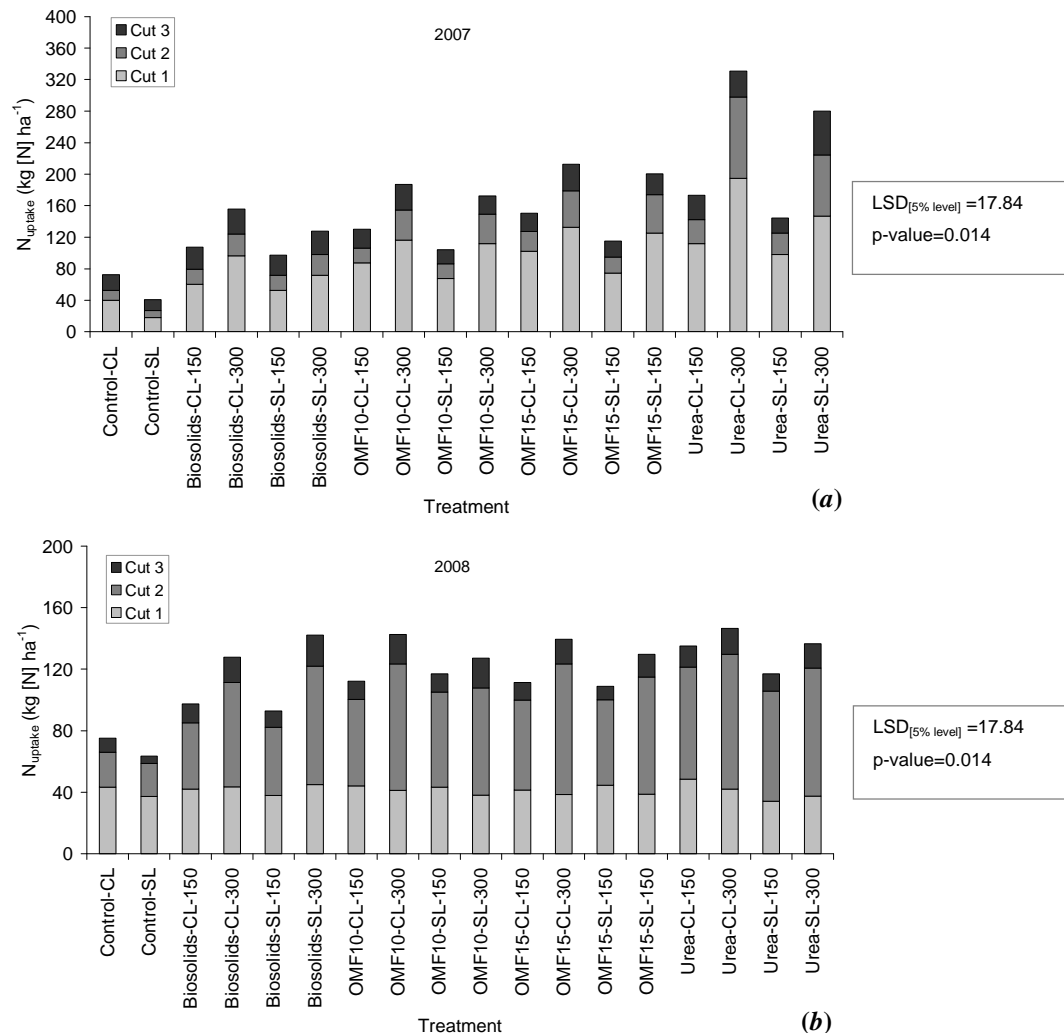 400
360
320
280
240
200
160
120
80
40
0
N_uptake (kg [N] ha^-1)
Cut 3
Cut 2
Cut 1
2007
Control-CL
Control-SL
Biosolids-CL-150
Biosolids-CL-300
Biosolids-SL-150
Biosolids-SL-300
OMF10-CL-150
OMF10-CL-300
OMF10-SL-150
OMF10-SL-300
OMF15-CL-150
OMF15-CL-300
OMF15-SL-150
OMF15-SL-150
Urea-CL-150
Urea-CL-300
Urea-SL-150
Urea-SL-300
Treatment
(a)
LSD[5% level] =17.84
p-value=0.014
200
160
120
80
40
0
N_uptake (kg [N] ha^-1)
Cut 3
Cut 2
Cut 1
2008
Control-CL
Control-SL
Biosolids-CL-150
Biosolids-CL-300
Biosolids-SL-150
Biosolids-SL-300
OMF10-CL-150
OMF10-CL-300
OMF10-SL-150
OMF10-SL-300
OMF15-CL-150
OMF15-CL-300
OMF15-SL-150
OMF15-SL-150
Urea-CL-150
Urea-CL-300
Urea-SL-150
Urea-SL-300
Treatment
(b)
LSD[5% level] =17.84
p-value=0.014